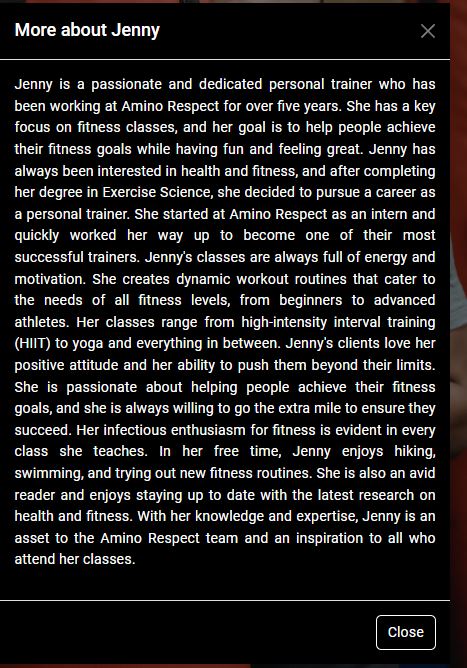 More about Jenny
Jenny is a passionate and dedicated personal trainer who has
been working at Amino Respect for over five years. She has a key
focus on fitness classes, and her goal is to help people achieve
their fitness goals while having fun and feeling great. Jenny has
always been interested in health and fitness, and after completing
her degree in Exercise Science, she decided to pursue a career as
a personal trainer. She started at Amino Respect as an intern and
quickly worked her way up to become one of their most
successful trainers. Jenny's classes are always full of energy and
motivation. She creates dynamic workout routines that cater to
the needs of all fitness levels, from beginners to advanced
athletes. Her classes range from high-intensity interval training
(HIIT) to yoga and everything in between. Jenny's clients love her
positive attitude and her ability to push them beyond their limits.
She is passionate about helping people achieve their fitness
goals, and she is always willing to go the extra mile to ensure they
succeed. Her infectious enthusiasm for fitness is evident in every
class she teaches. In her free time, Jenny enjoys hiking,
swimming, and trying out new fitness routines. She is also an avid
reader and enjoys staying up to date with the latest research on
health and fitness. With her knowledge and expertise, Jenny is an
asset to the Amino Respect team and an inspiration to all who
attend her classes.
Close